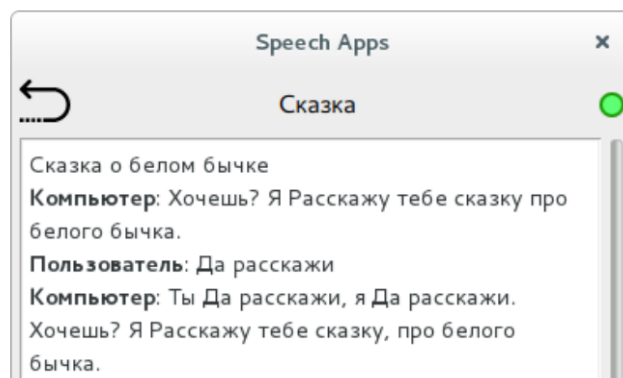 Speech Apps
Сказка
Сказка о белом бычке
Компьютер: Хочешь? Я Расскажу тебе сказку про
белого бычка.
Пользователь: Да расскажи
Компьютер: Ты Да расскажи, я Да расскажи.
Хочешь? Я Расскажу тебе сказку, про белого
бычка.